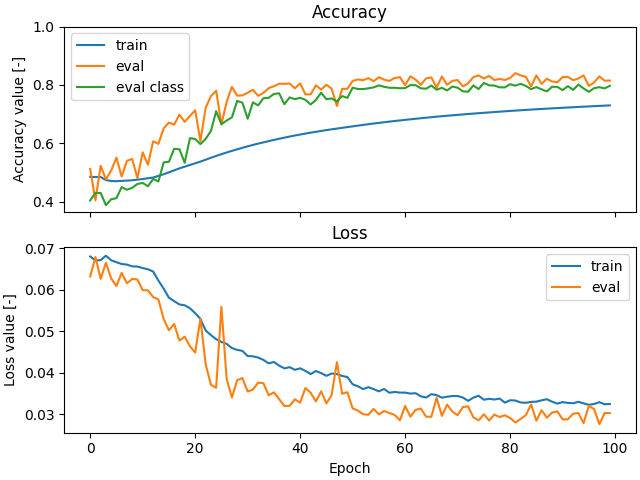 Accuracy
1.0
0.8
0.6
0.4
Accuracy value [-]
train
eval
eval class
Loss
0.07
0.06
0.05
0.04
0.03
Loss value [-]
train
eval
0 20 40 60 80 100
Epoch